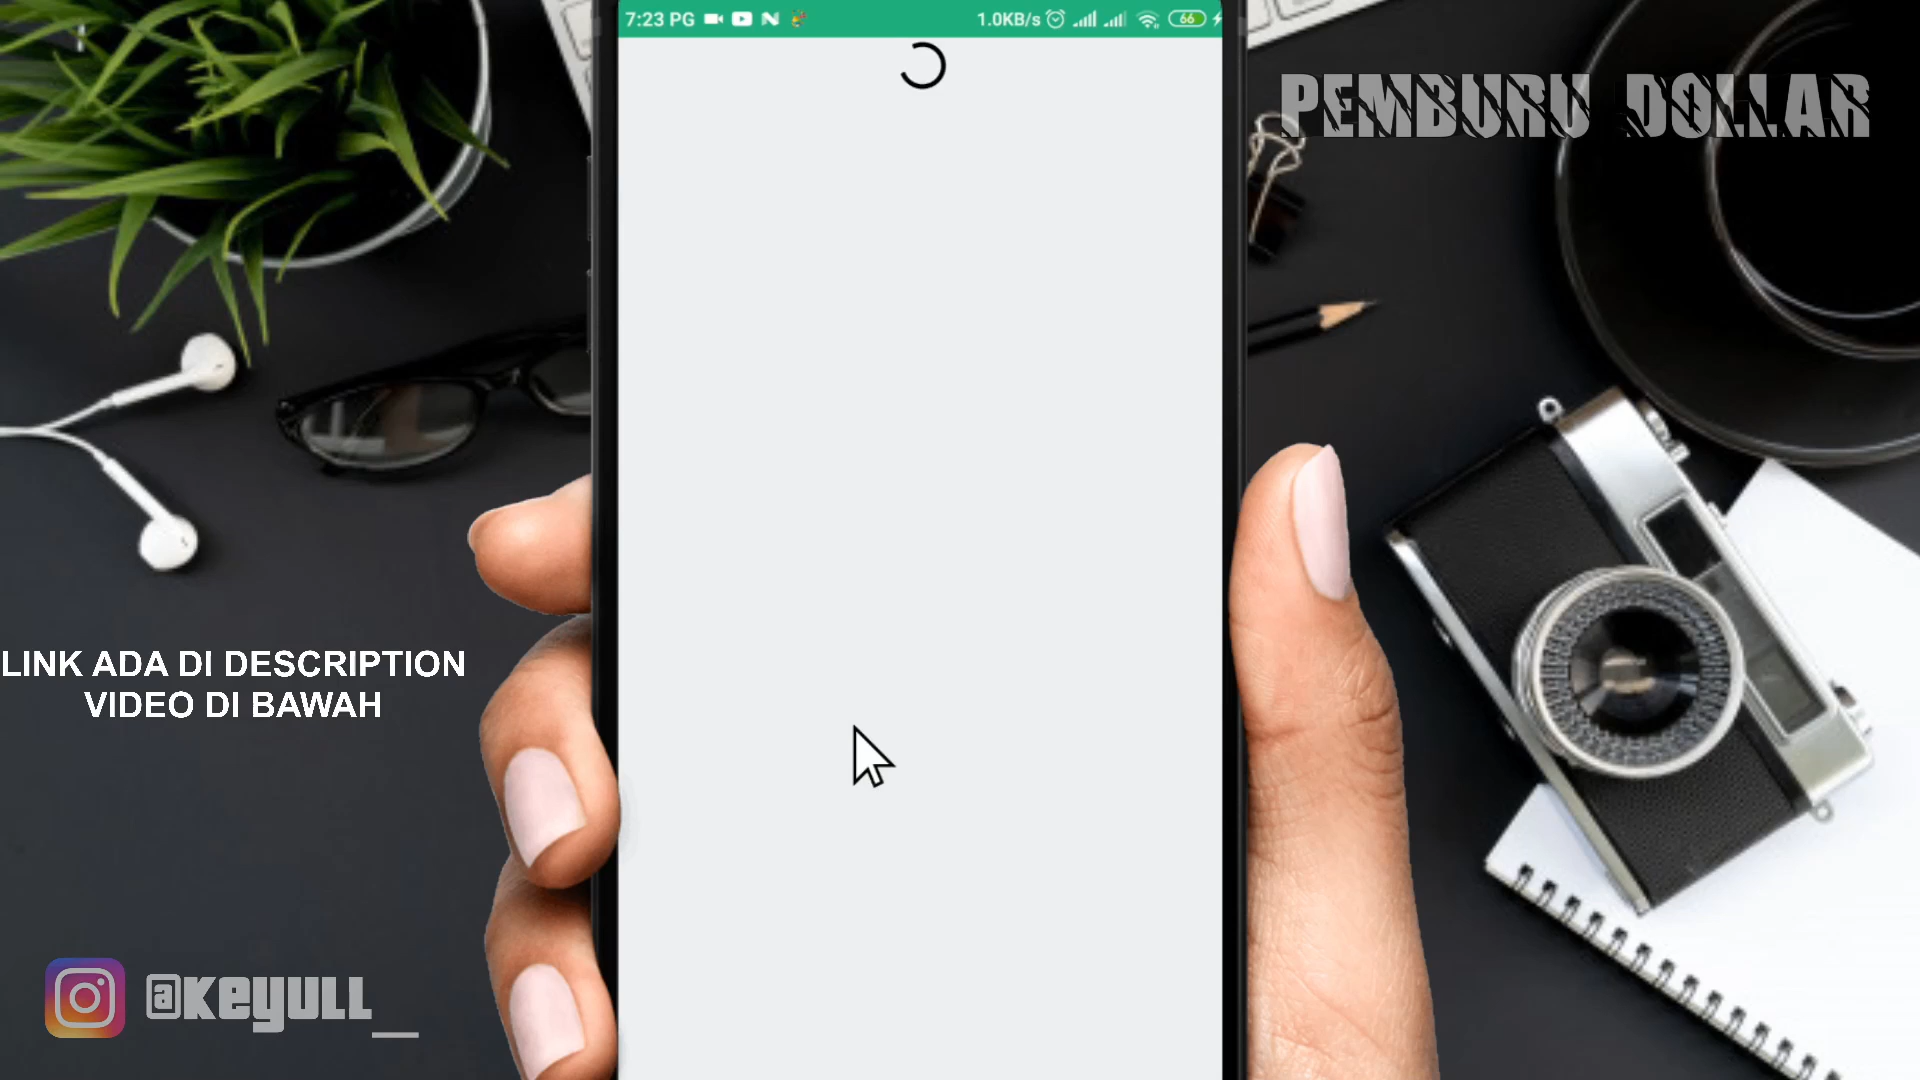 7:23 PG
1.0KB/s
66
PEMBURU DOLLAR
LINK ADA DI DESCRIPTION
VIDEO DI BAWAH
@KEYULL_